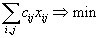 ∑ c_{ij} x_{ij} ⇒ min
i,j